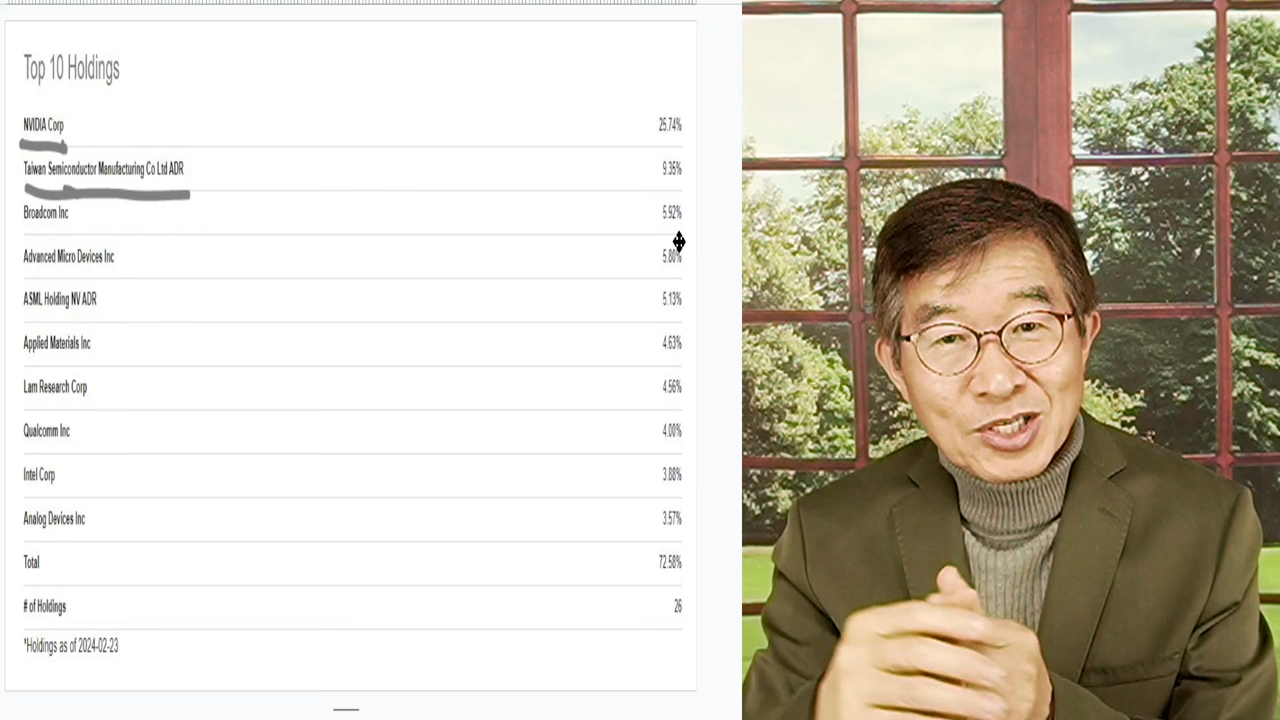 Top 10 Holdings
NVIDIA Corp 25.74%
Taiwan Semiconductor Manufacturing Co Ltd ADR 9.35%
Broadcom Inc 5.92%
Advanced Micro Devices Inc 5.80%
ASML Holding NV ADR 5.13%
Applied Materials Inc 4.63%
Lam Research Corp 4.56%
Qualcomm Inc 4.00%
Intel Corp 3.88%
Analog Devices Inc 3.57%
Total 72.58%
# of Holdings 26
*Holdings as of 2024-02-23